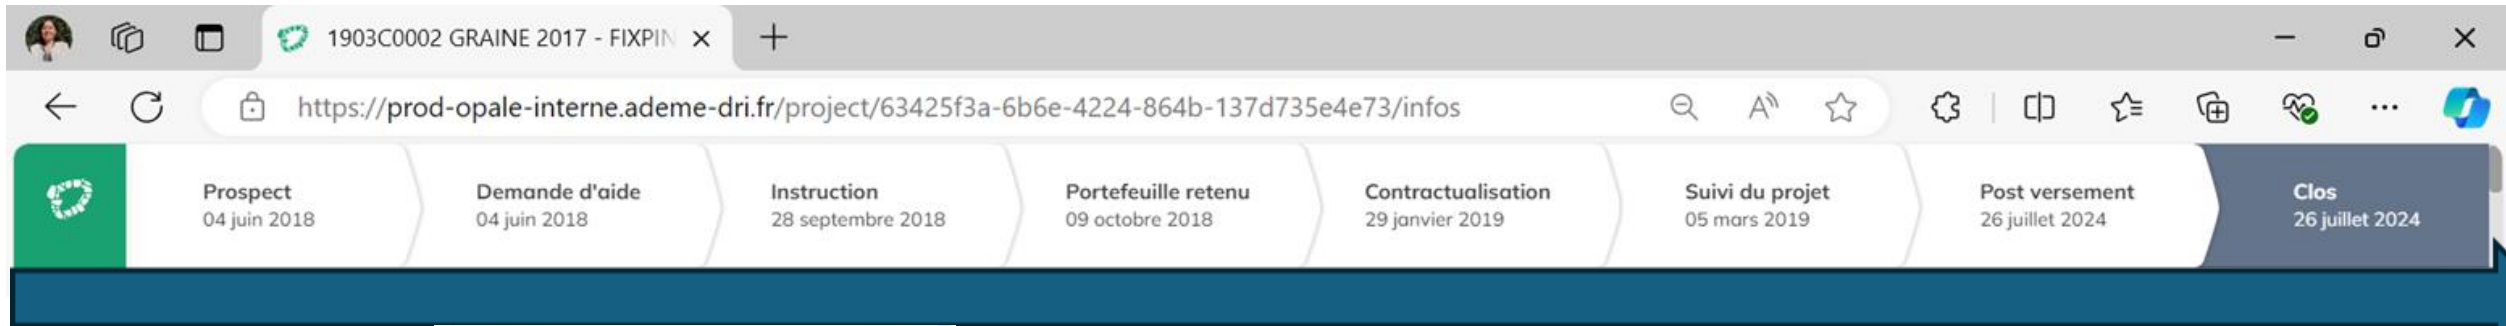 1903C0002 GRAINE 2017 - FIXPIN
https://prod-opale-interne.ademe-dri.fr/project/63425f3a-6b6e-4224-864b-137d735e4e73/infos
Prospect
04 juin 2018
Demande d'aide
04 juin 2018
Instruction
28 septembre 2018
Portefeuille retenu
09 octobre 2018
Contractualisation
29 janvier 2019
Suivi du projet
05 mars 2019
Post versement
26 juillet 2024
Clos
26 juillet 2024